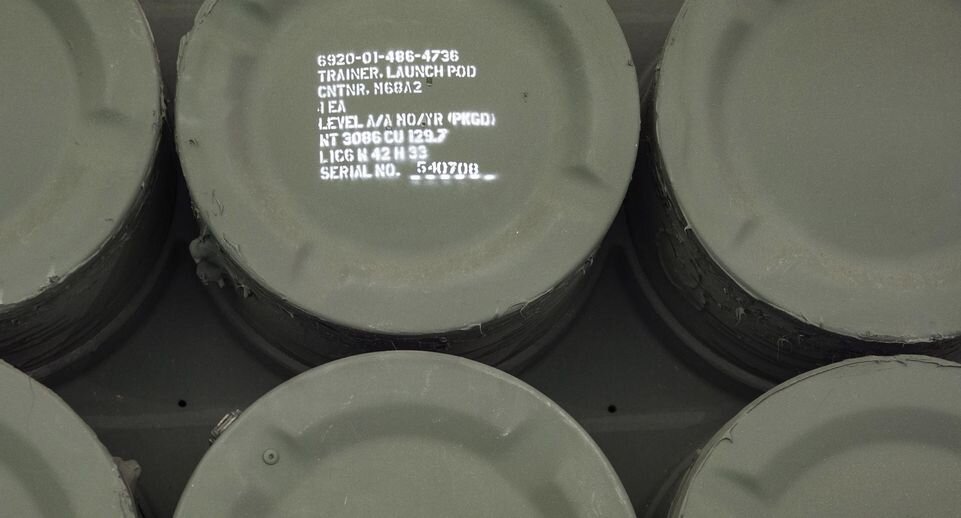 6920-01-486-4736
TRAINER, LAUNCH POD
CNTNR, M68A2
1 EA
LEVEL A/A MO/YR (PKGD)
WT 3086 CU 129.7
L 166 W 42 H 33
SERIAL NO. 540708